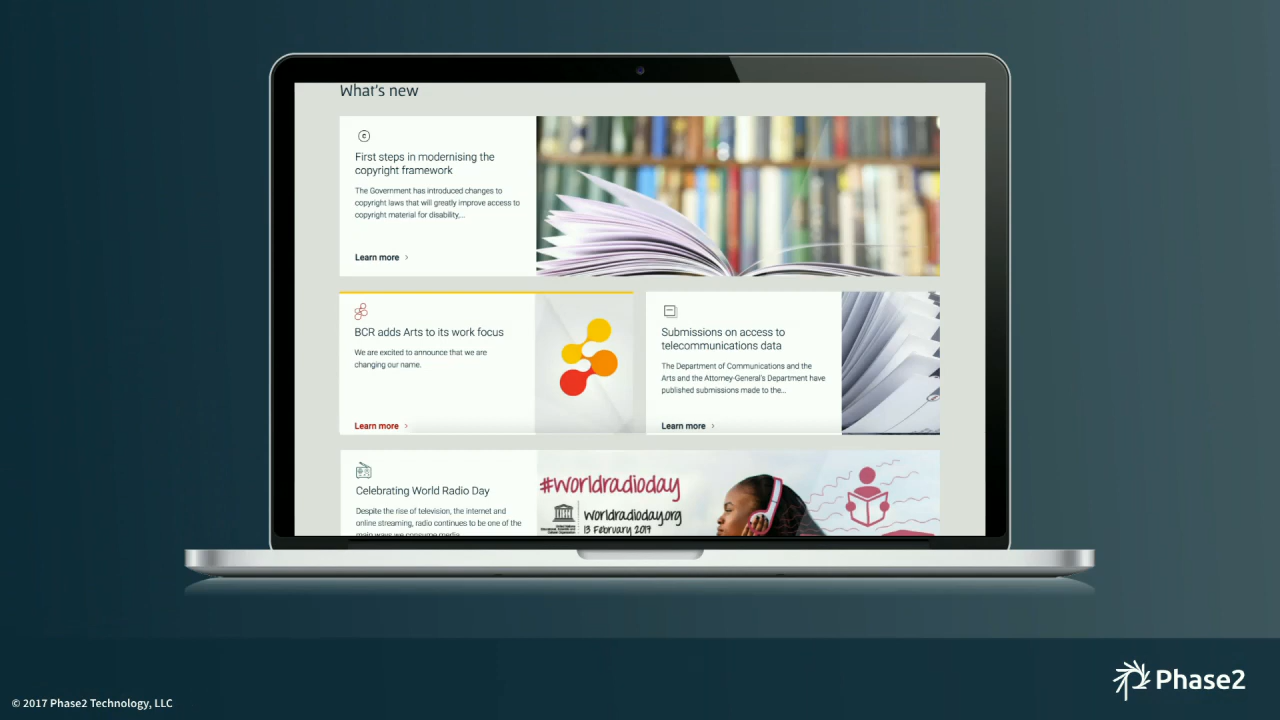 What's new
First steps in modernising the
copyright framework
The Government has introduced changes to
copyright laws that will greatly improve access to
copyright material for disability,...
Learn more
BCR adds Arts to its work focus
We are excited to announce that we are
changing our name.
Learn more
Submissions on access to
telecommunications data
The Department of Communications and the
Arts and the Attorney-General's Department have
published submissions made to the...
Learn more
Celebrating World Radio Day
Despite the rise of television, the internet and
online streaming, radio continues to be one of the
main ways we consume media
#worldradioday
worldradioday.org
13 February 2017
© 2017 Phase2 Technology, LLC
Phase2